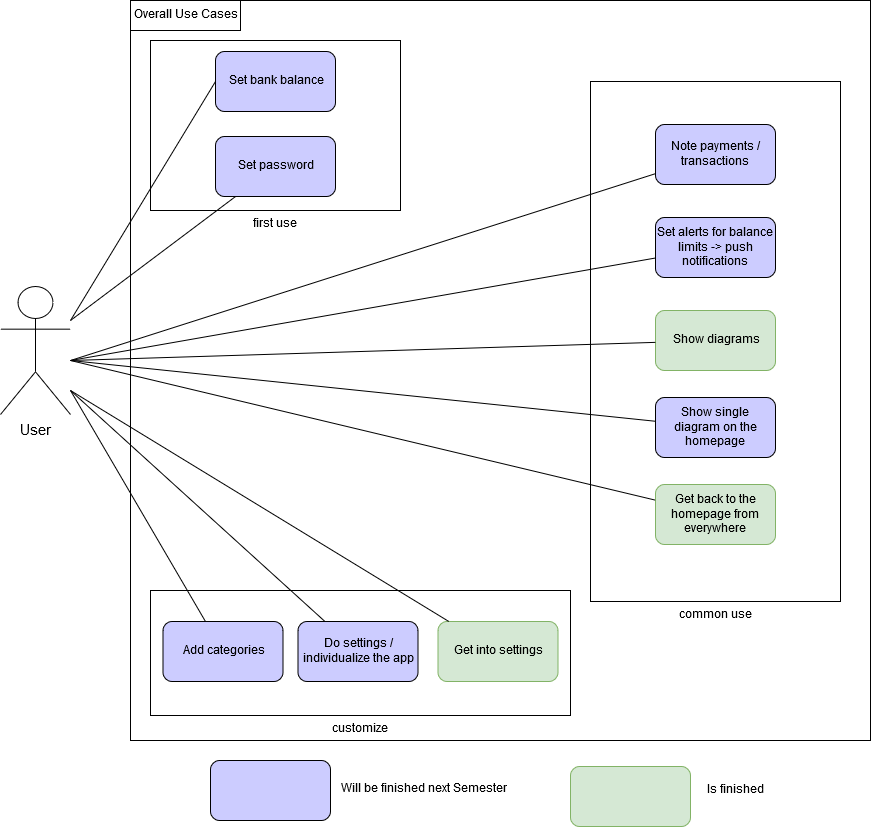 Overall Use Cases
Set bank balance
Set password
first use
Note payments /
transactions
Set alerts for balance
limits -> push
notifications
Show diagrams
Show single
diagram on the
homepage
Get back to the
homepage from
everywhere
common use
User
Add categories
Do settings /
individualize the app
Get into settings
customize
Will be finished next Semester
Is finished